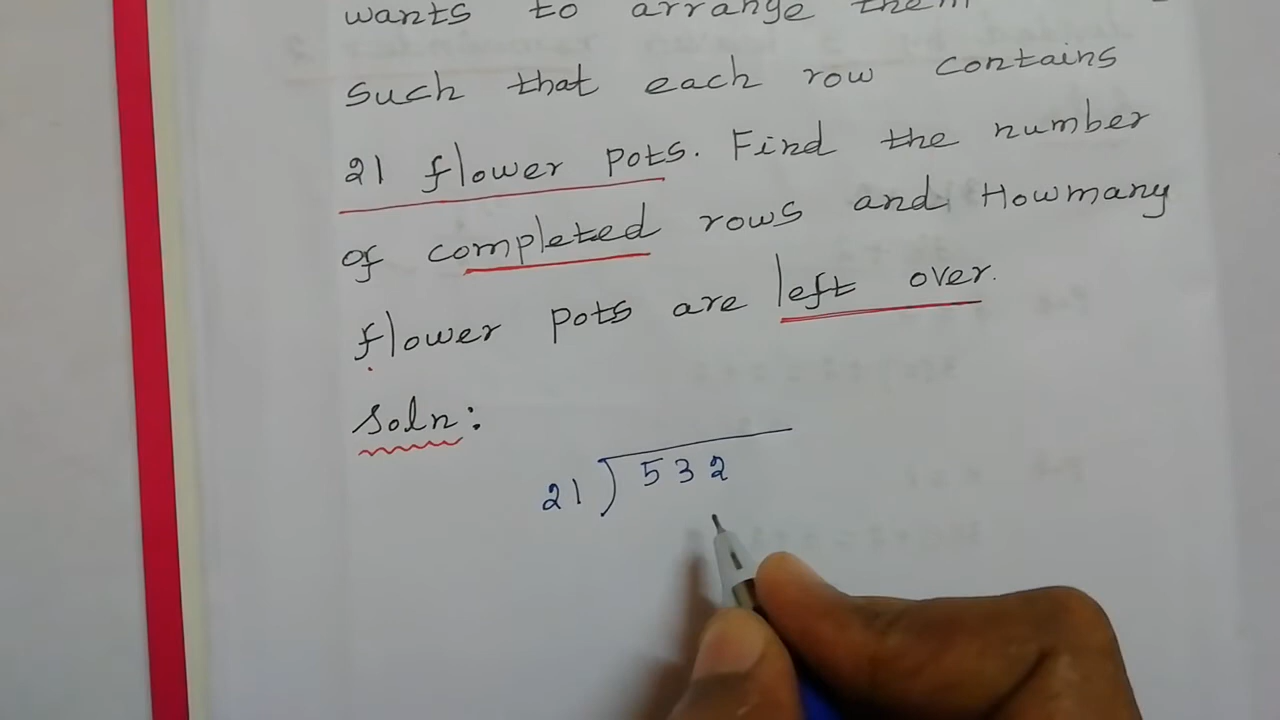 wants to arrange them
such that each row contains
21 flower pots. Find the number
of completed rows and Howmany
flower pots are left over.
Soln:
21) 532